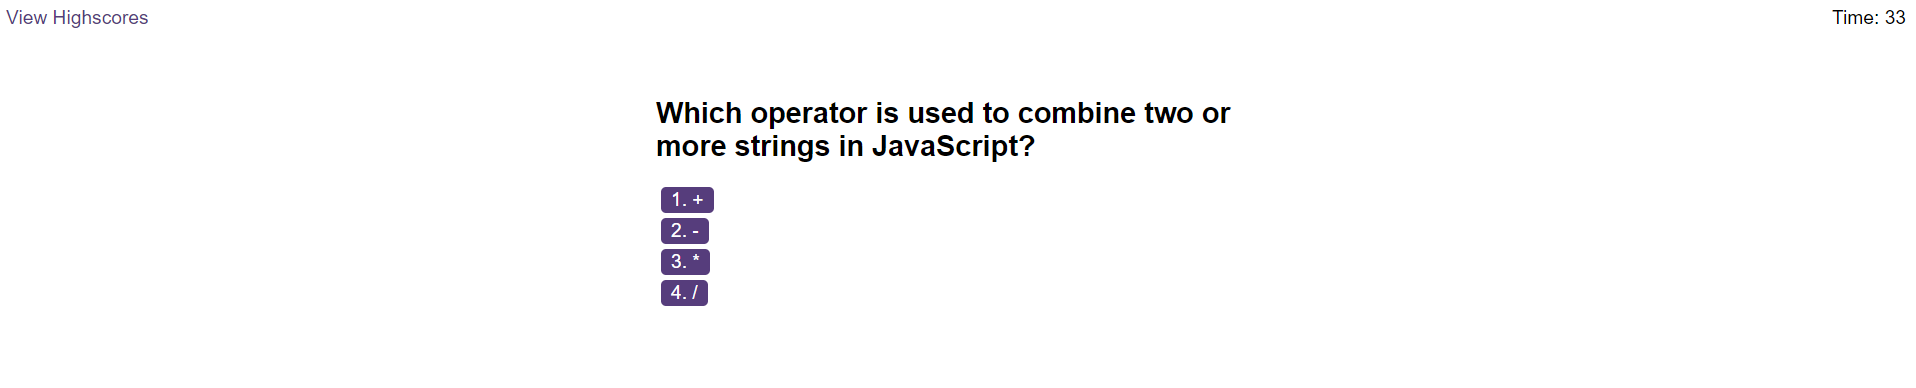 View Highscores
Time: 33
Which operator is used to combine two or
more strings in JavaScript?
1. +
2. -
3. *
4. /